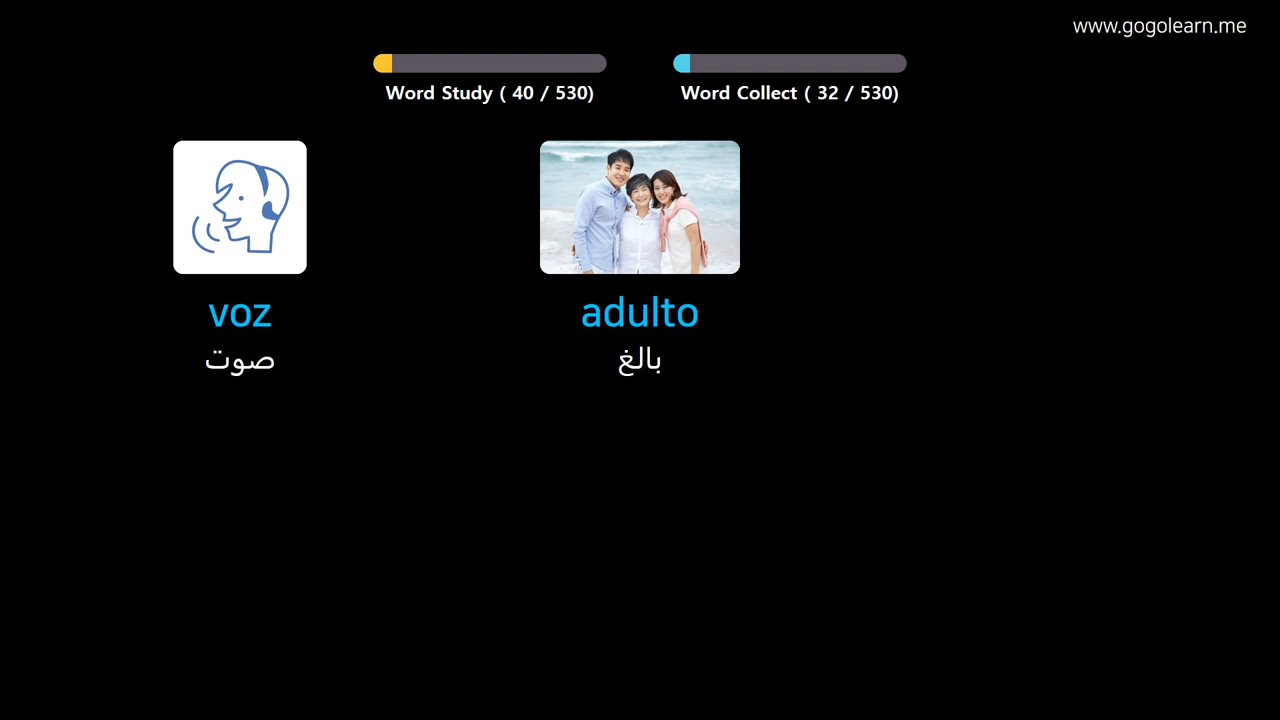 www.gogolearn.me
Word Study ( 40 / 530)
Word Collect ( 32 / 530)
voz
صوت
adulto
بالغ